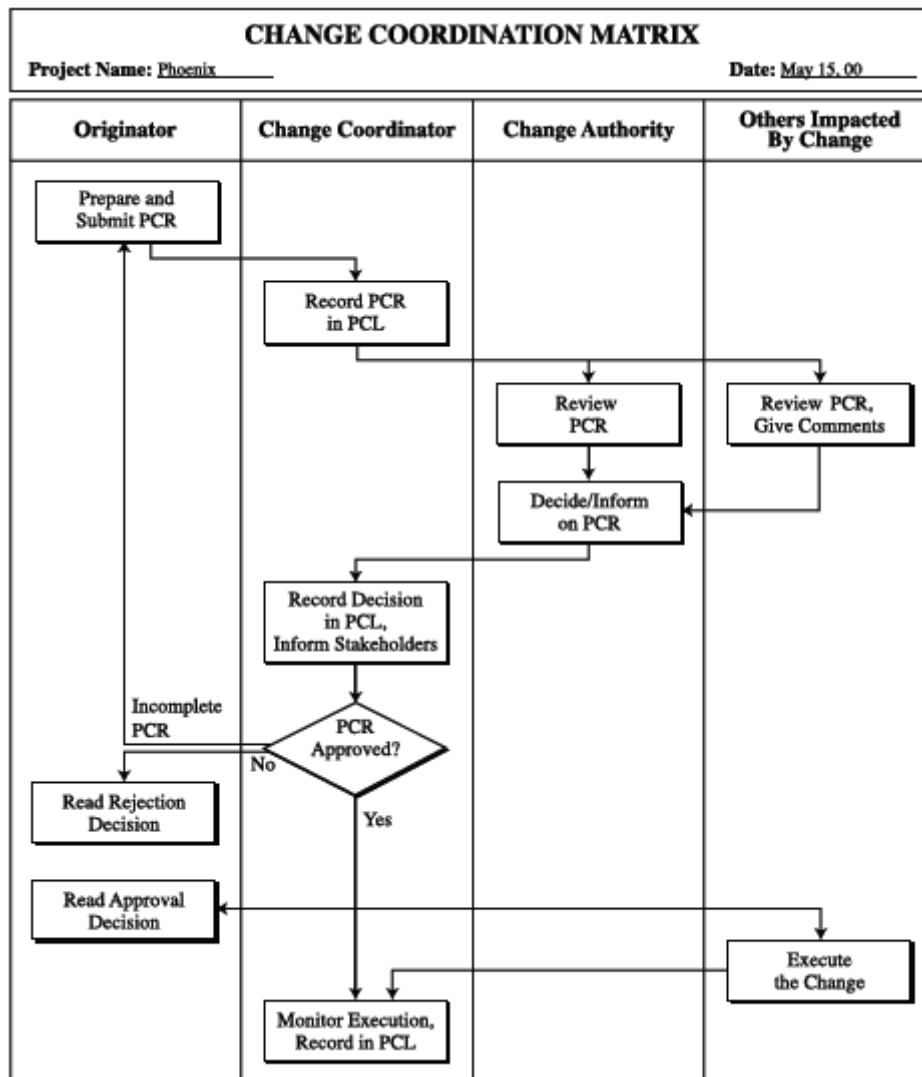 CHANGE COORDINATION MATRIX
Project Name: Phoenix
Date: May 15, 00
Originator
Change Coordinator
Change Authority
Others Impacted
By Change
Prepare and
Submit PCR
Record PCR
in PCL
Review
PCR
Review PCR,
Give Comments
Decide/Inform
on PCR
Record Decision
in PCL,
Inform Stakeholders
Incomplete
PCR
PCR
Approved?
No
Yes
Read Rejection
Decision
Read Approval
Decision
Execute
the Change
Monitor Execution,
Record in PCL